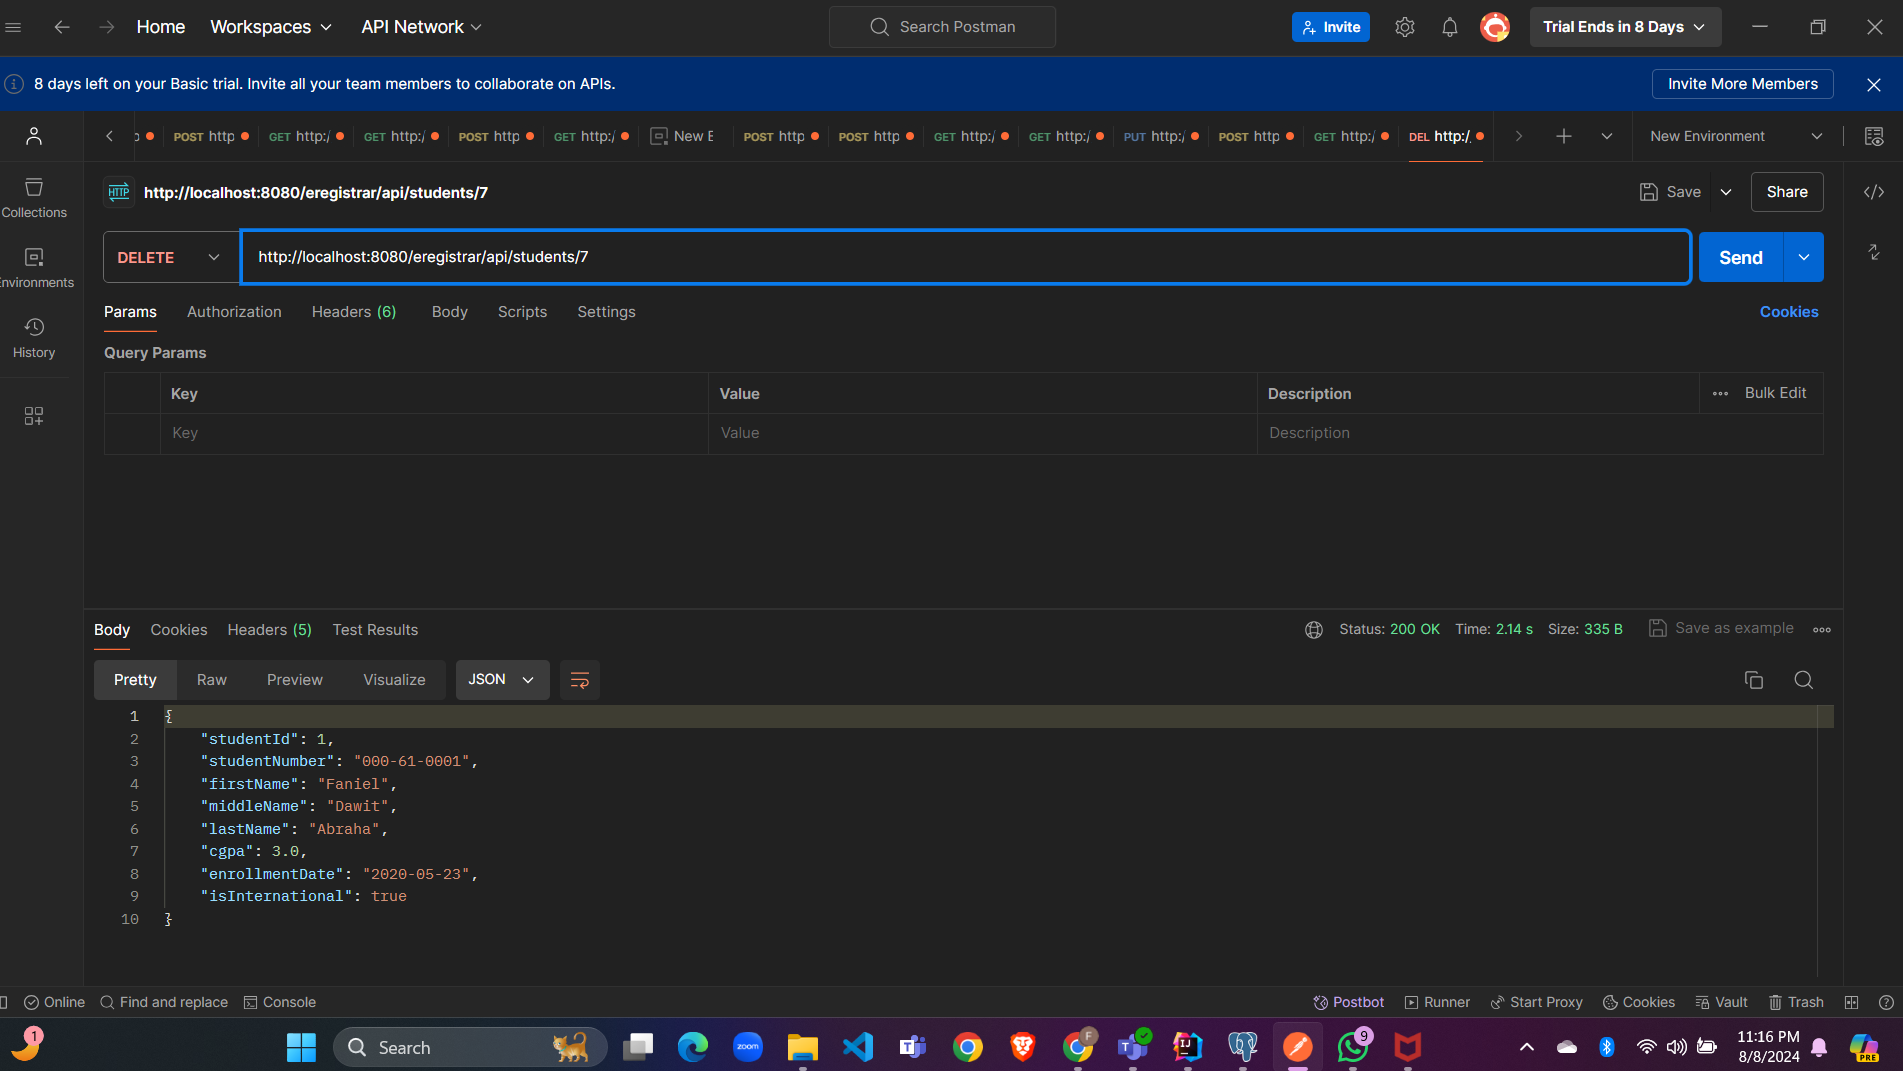 Home Workspaces API Network Search Postman Invite Trial Ends in 8 Days
8 days left on your Basic trial. Invite all your team members to collaborate on APIs. Invite More Members
POST http GET http:/ GET http:/ POST http GET http:/ New E POST http POST http GET http:/ GET http:/ PUT http:/ POST http GET http:/ DEL http:/ New Environment
HTTP http://localhost:8080/eregistrar/api/students/7 Save Share
Collections
DELETE http://localhost:8080/eregistrar/api/students/7 Send
nvironments
Params Authorization Headers (6) Body Scripts Settings Cookies
History
Query Params
Key Value Description Bulk Edit
Key Value Description
Body Cookies Headers (5) Test Results Status: 200 OK Time: 2.14 s Size: 335 B Save as example
Pretty Raw Preview Visualize JSON
1 {
2 "studentId": 1,
3 "studentNumber": "000-61-0001",
4 "firstName": "Faniel",
5 "middleName": "Dawit",
6 "lastName": "Abraha",
7 "cgpa": 3.0,
8 "enrollmentDate": "2020-05-23",
9 "isInternational": true
10 }
Online Find and replace Console Postbot Runner Start Proxy Cookies Vault Trash
1 Search zoom T F T IJ 9 11:16 PM PRE
8/8/2024